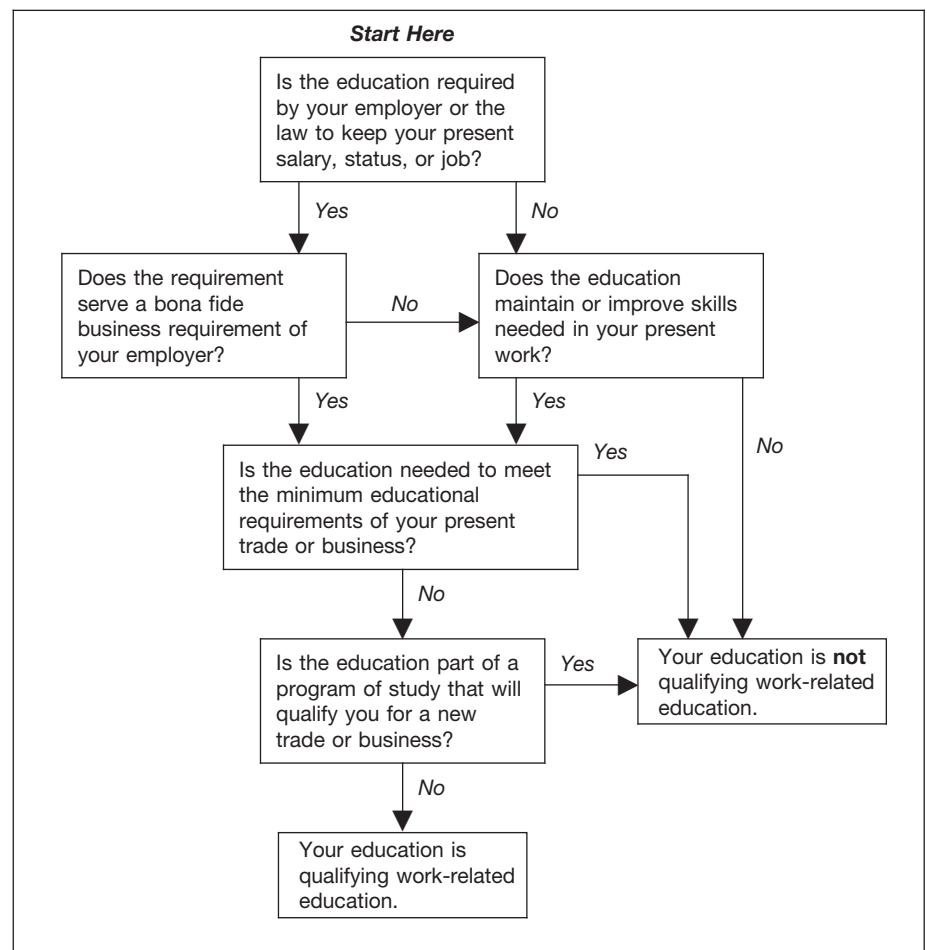 Start Here
Is the education required
by your employer or the
law to keep your present
salary, status, or job?
Yes
No
Does the requirement
serve a bona fide
business requirement of
your employer?
No
Does the education
maintain or improve skills
needed in your present
work?
Yes
Yes
No
Is the education needed to meet
the minimum educational
requirements of your present
trade or business?
Yes
No
Is the education part of a
program of study that will
qualify you for a new
trade or business?
Yes
Your education is not
qualifying work-related
education.
No
Your education is
qualifying work-related
education.